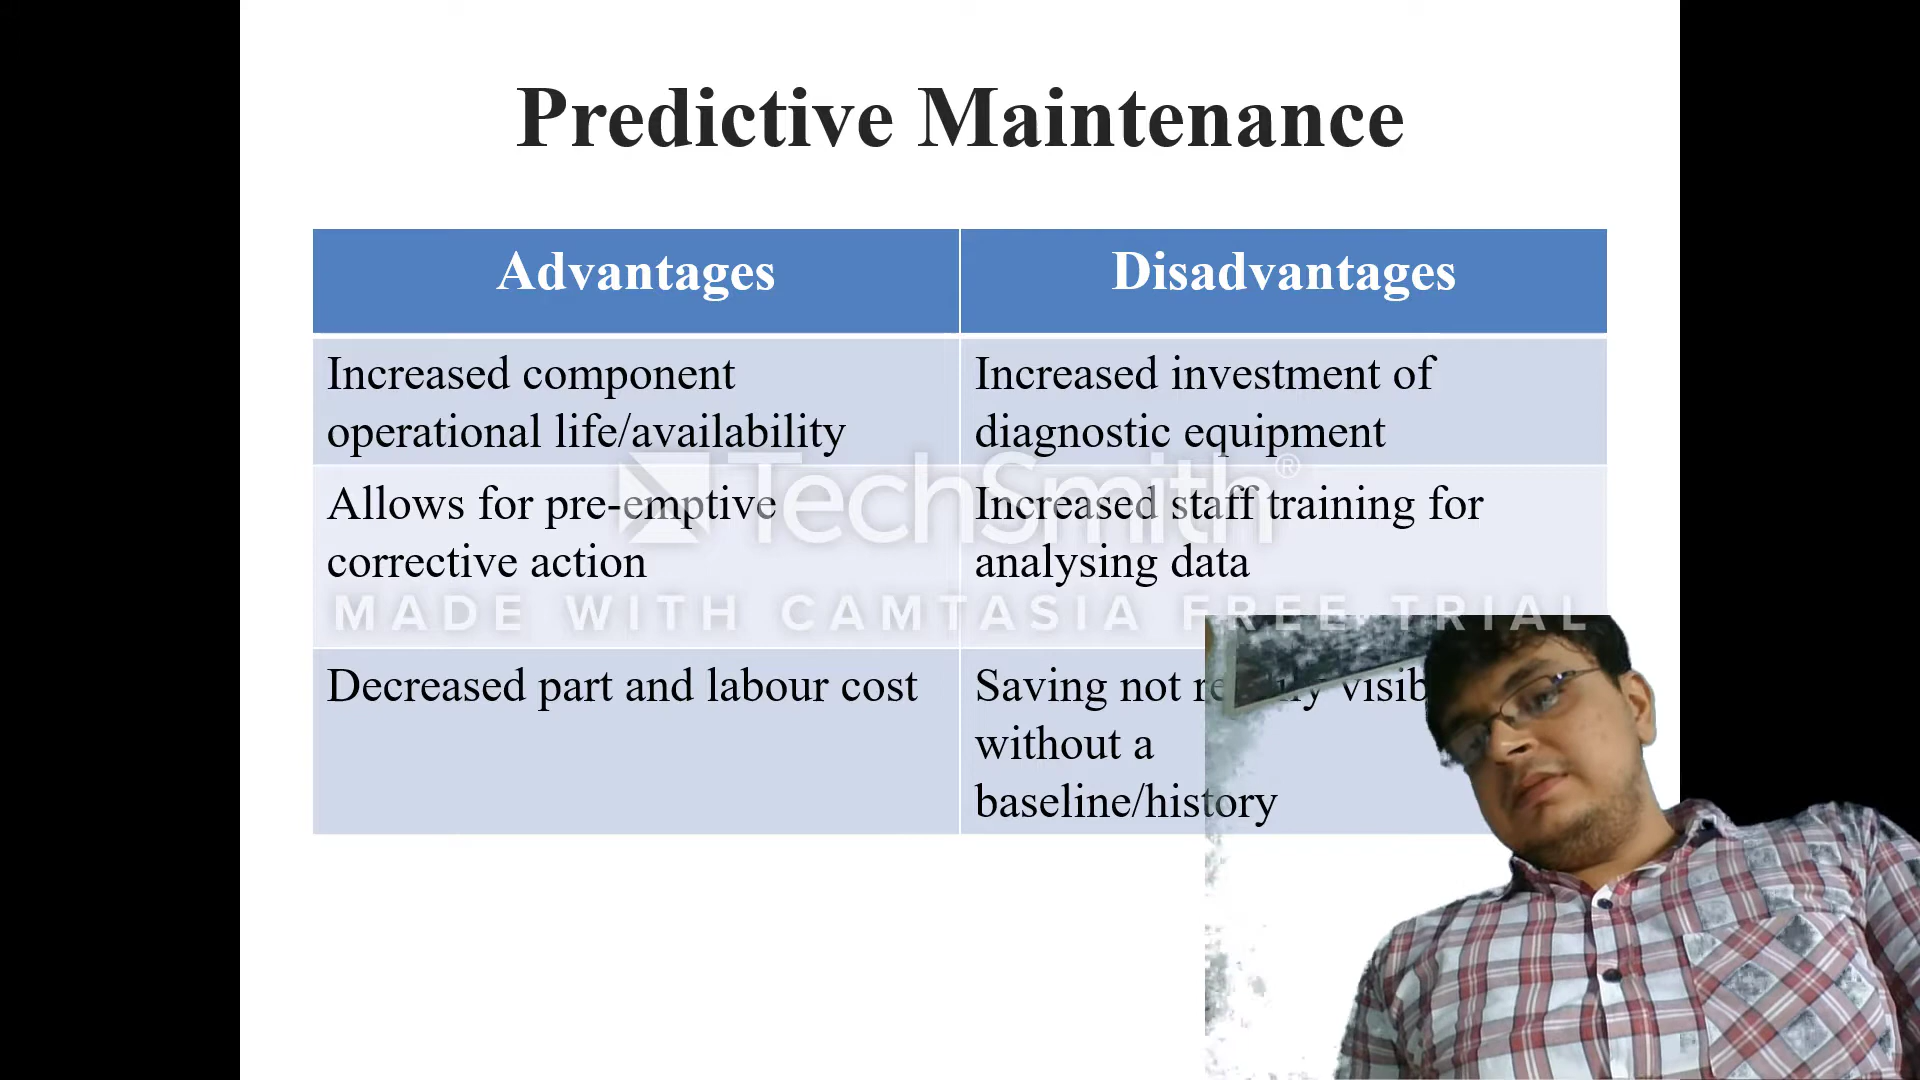 Predictive Maintenance
Advantages
Disadvantages
Increased component
operational life/availability
Increased investment of
diagnostic equipment
Allows for pre-emptive
corrective action
Increased staff training for
analysing data
Decreased part and labour cost
Saving not
without a
baseline/history
TechSmith®
MADE WITH CAMTASIA FREE TRIAL